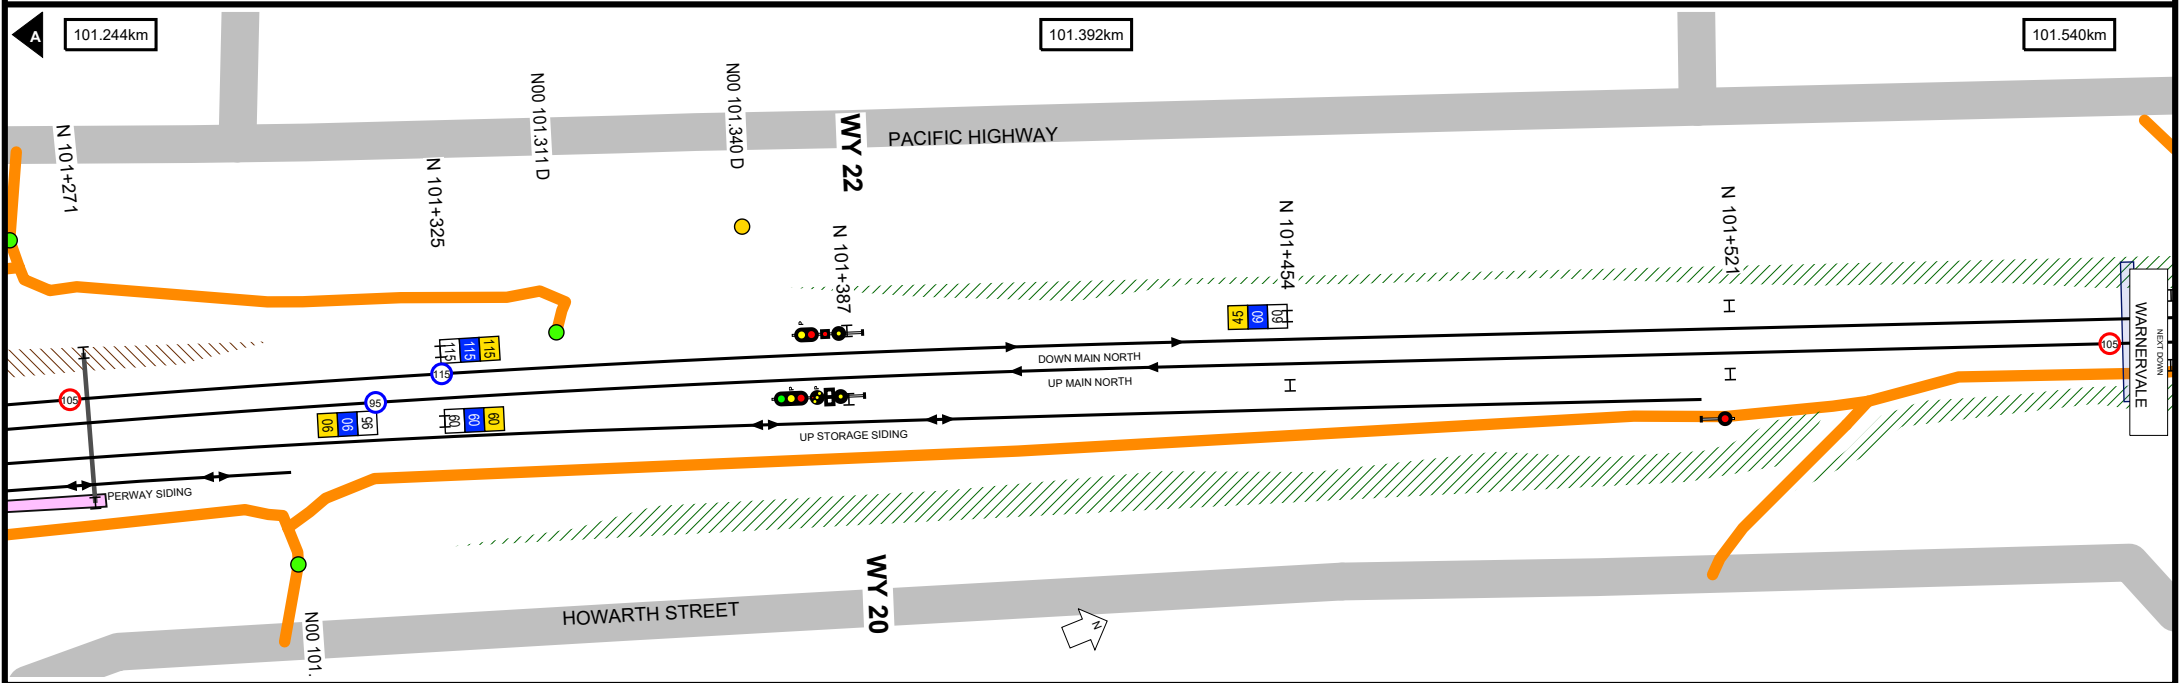 A
101.244km
101.392km
101.540km
N 101+271
N 101+325
N00 101.311 D
N00 101.340 D
WY 22
PACIFIC HIGHWAY
N 101+387
N 101+454
N 101+521
P
45
60
60
115
115
115
105
115
95
DOWN MAIN NORTH
UP MAIN NORTH
105
WARNERVALE
NEXT DOWN
P
P
90
90
95
60
60
60
UP STORAGE SIDING
PERWAY SIDING
WY 20
HOWARTH STREET
N
N00 101.